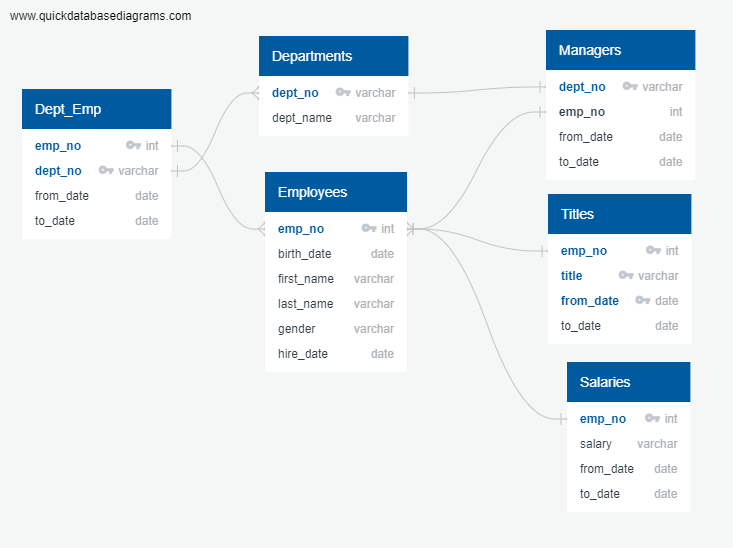 www.quickdatabasediagrams.com
Dept_Emp
emp_no int
dept_no varchar
from_date date
to_date date
Departments
dept_no varchar
dept_name varchar
Employees
emp_no int
birth_date date
first_name varchar
last_name varchar
gender varchar
hire_date date
Managers
dept_no varchar
emp_no int
from_date date
to_date date
Titles
emp_no int
title varchar
from_date date
to_date date
Salaries
emp_no int
salary varchar
from_date date
to_date date